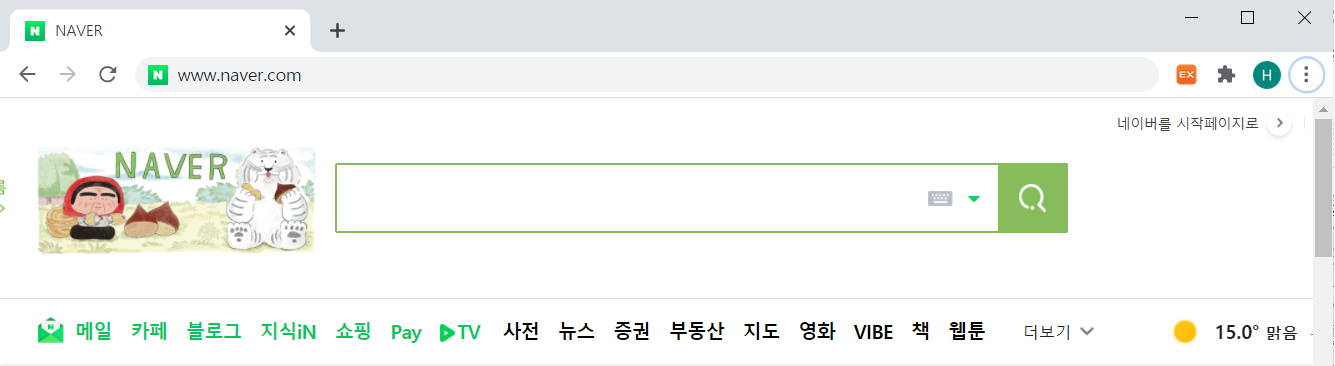 NAVER
www.naver.com
EX
H
네이버를 시작페이지로
름
NAVER
메일 카페 블로그 지식iN 쇼핑 Pay TV 사전 뉴스 증권 부동산 지도 영화 VIBE 책 웹툰 더보기 15.0° 맑음